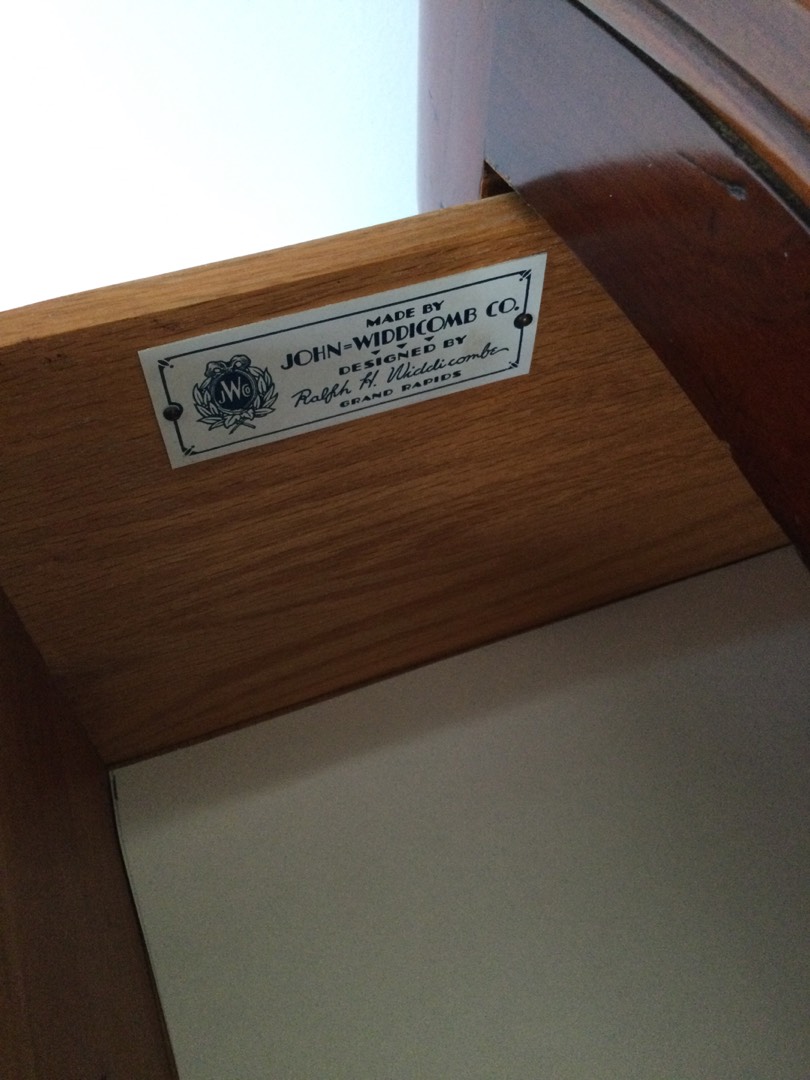 MADE BY
JOHN=WIDDICOMB CO.
DESIGNED BY
Ralph H. Widdicombe
GRAND RAPIDS
JWCo